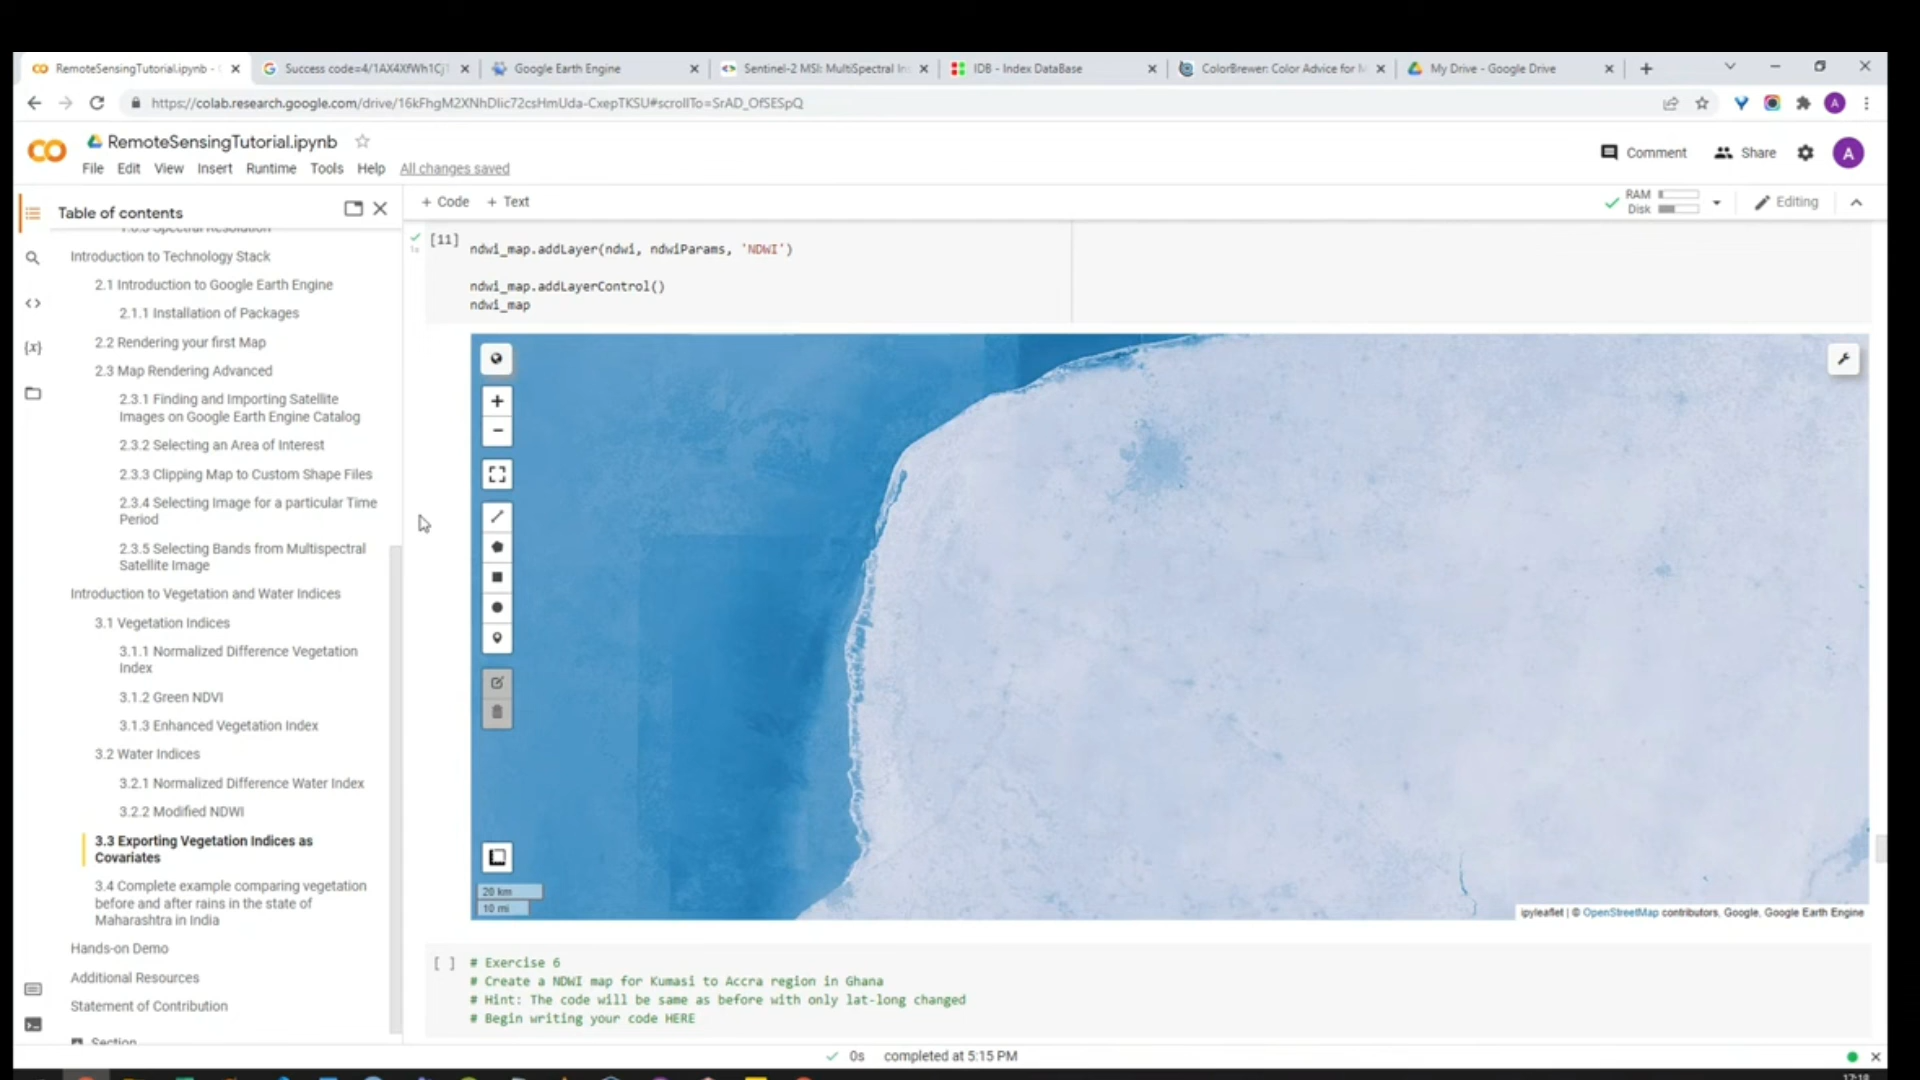 RemoteSensingTutorial.ipynb -
Success code=4/1AX4XfWh1Cj1
Google Earth Engine
Sentinel-2 MSI: MultiSpectral Ins
IDB - Index DataBase
ColorBrewer: Color Advice for M
My Drive - Google Drive
https://colab.research.google.com/drive/16kFhgM2XNhDlic72csHmUda-CxepTKSU#scrollTo=SrAD_OfSESpQ
A
RemoteSensingTutorial.ipynb
File Edit View Insert Runtime Tools Help All changes saved
Comment Share A
Table of contents
+ Code + Text
RAM
Disk
Editing
1.6.3 Spectral Resolution
Introduction to Technology Stack
2.1 Introduction to Google Earth Engine
2.1.1 Installation of Packages
2.2 Rendering your first Map
2.3 Map Rendering Advanced
2.3.1 Finding and Importing Satellite
Images on Google Earth Engine Catalog
2.3.2 Selecting an Area of Interest
2.3.3 Clipping Map to Custom Shape Files
2.3.4 Selecting Image for a particular Time
Period
2.3.5 Selecting Bands from Multispectral
Satellite Image
Introduction to Vegetation and Water Indices
3.1 Vegetation Indices
3.1.1 Normalized Difference Vegetation
Index
3.1.2 Green NDVI
3.1.3 Enhanced Vegetation Index
3.2 Water Indices
3.2.1 Normalized Difference Water Index
3.2.2 Modified NDWI
3.3 Exporting Vegetation Indices as
Covariates
3.4 Complete example comparing vegetation
before and after rains in the state of
Maharashtra in India
Hands-on Demo
Additional Resources
Statement of Contribution
Section
[11]
1s
ndwi_map.addLayer(ndwi, ndwiParams, 'NDWI')
ndwi_map.addLayerControl()
ndwi_map
20 km
10 mi
ipyleaflet | © OpenStreetMap contributors, Google, Google Earth Engine
[ ]
# Exercise 6
# Create a NDWI map for Kumasi to Accra region in Ghana
# Hint: The code will be same as before with only lat-long changed
# Begin writing your code HERE
0s completed at 5:15 PM
17:18